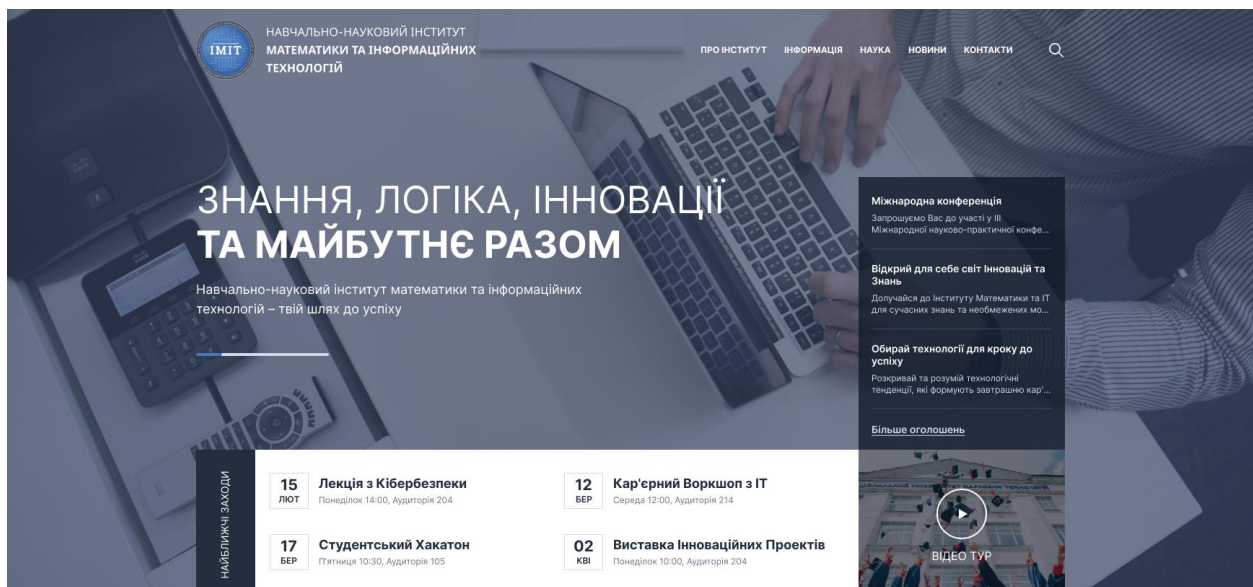 IMIT
НАВЧАЛЬНО-НАУКОВИЙ ІНСТИТУТ
МАТЕМАТИКИ ТА ІНФОРМАЦІЙНИХ
ТЕХНОЛОГІЙ
ПРО ІНСТИТУТ ІНФОРМАЦІЯ НАУКА НОВИНИ КОНТАКТИ
ЗНАННЯ, ЛОГІКА, ІННОВАЦІЇ
ТА МАЙБУТНЄ РАЗОМ
Навчально-науковий інститут математики та інформаційних
технологій – твій шлях до успіху
Міжнародна конференція
Запрошуємо Вас до участі у III
Міжнародної науково-практичної конфе...
Відкрий для себе світ Інновацій та
Знань
Долучайся до Інституту Математики та ІТ
для сучасних знань та необмежених мо...
Обирай технології для кроку до
успіху
Розкривай та розумій технологічні
тенденції, які формують завтрашню кар'...
Більше оголошень
НАЙБЛИЖЧІ ЗАХОДИ
15
ЛЮТ
Лекція з Кібербезпеки
Понеділок 14:00, Аудиторія 204
12
БЕР
Кар'єрний Воркшоп з ІТ
Середа 12:00, Аудиторія 214
17
БЕР
Студентський Хакатон
П'ятниця 10:30, Аудиторія 105
02
КВІ
Виставка Інноваційних Проектів
Понеділок 10:00, Аудиторія 204
ВІДЕО ТУР